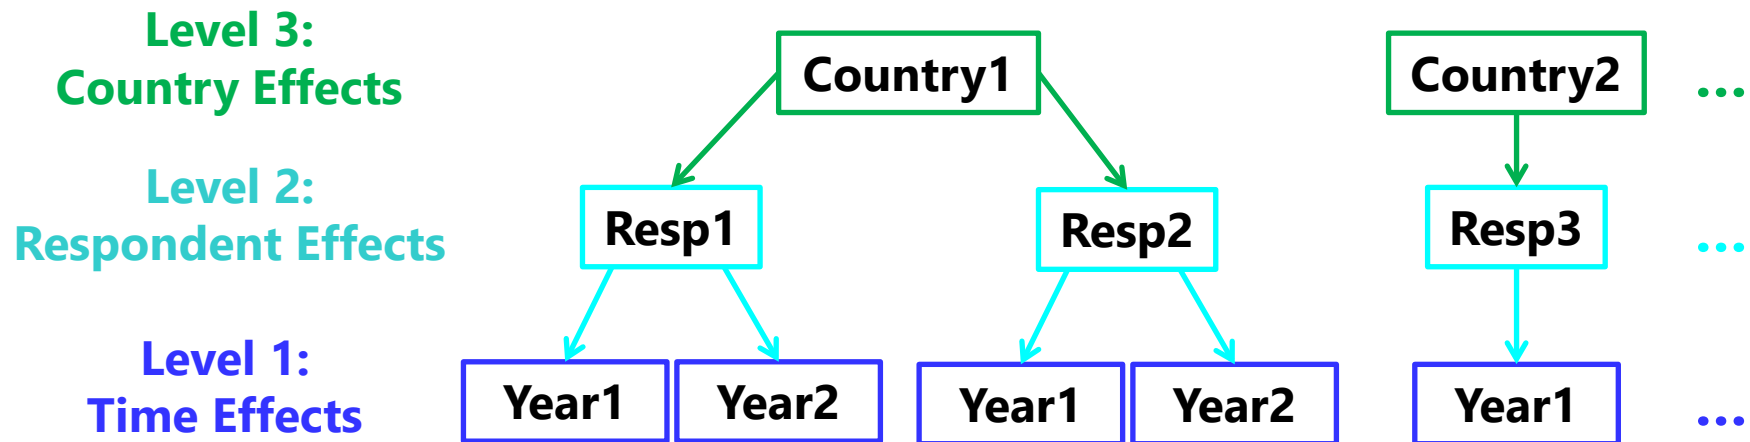 Level 3:
Country Effects
Country1
Country2
...
Level 2:
Respondent Effects
Resp1
Resp2
Resp3
...
Level 1:
Time Effects
Year1
Year2
Year1
Year2
Year1
...